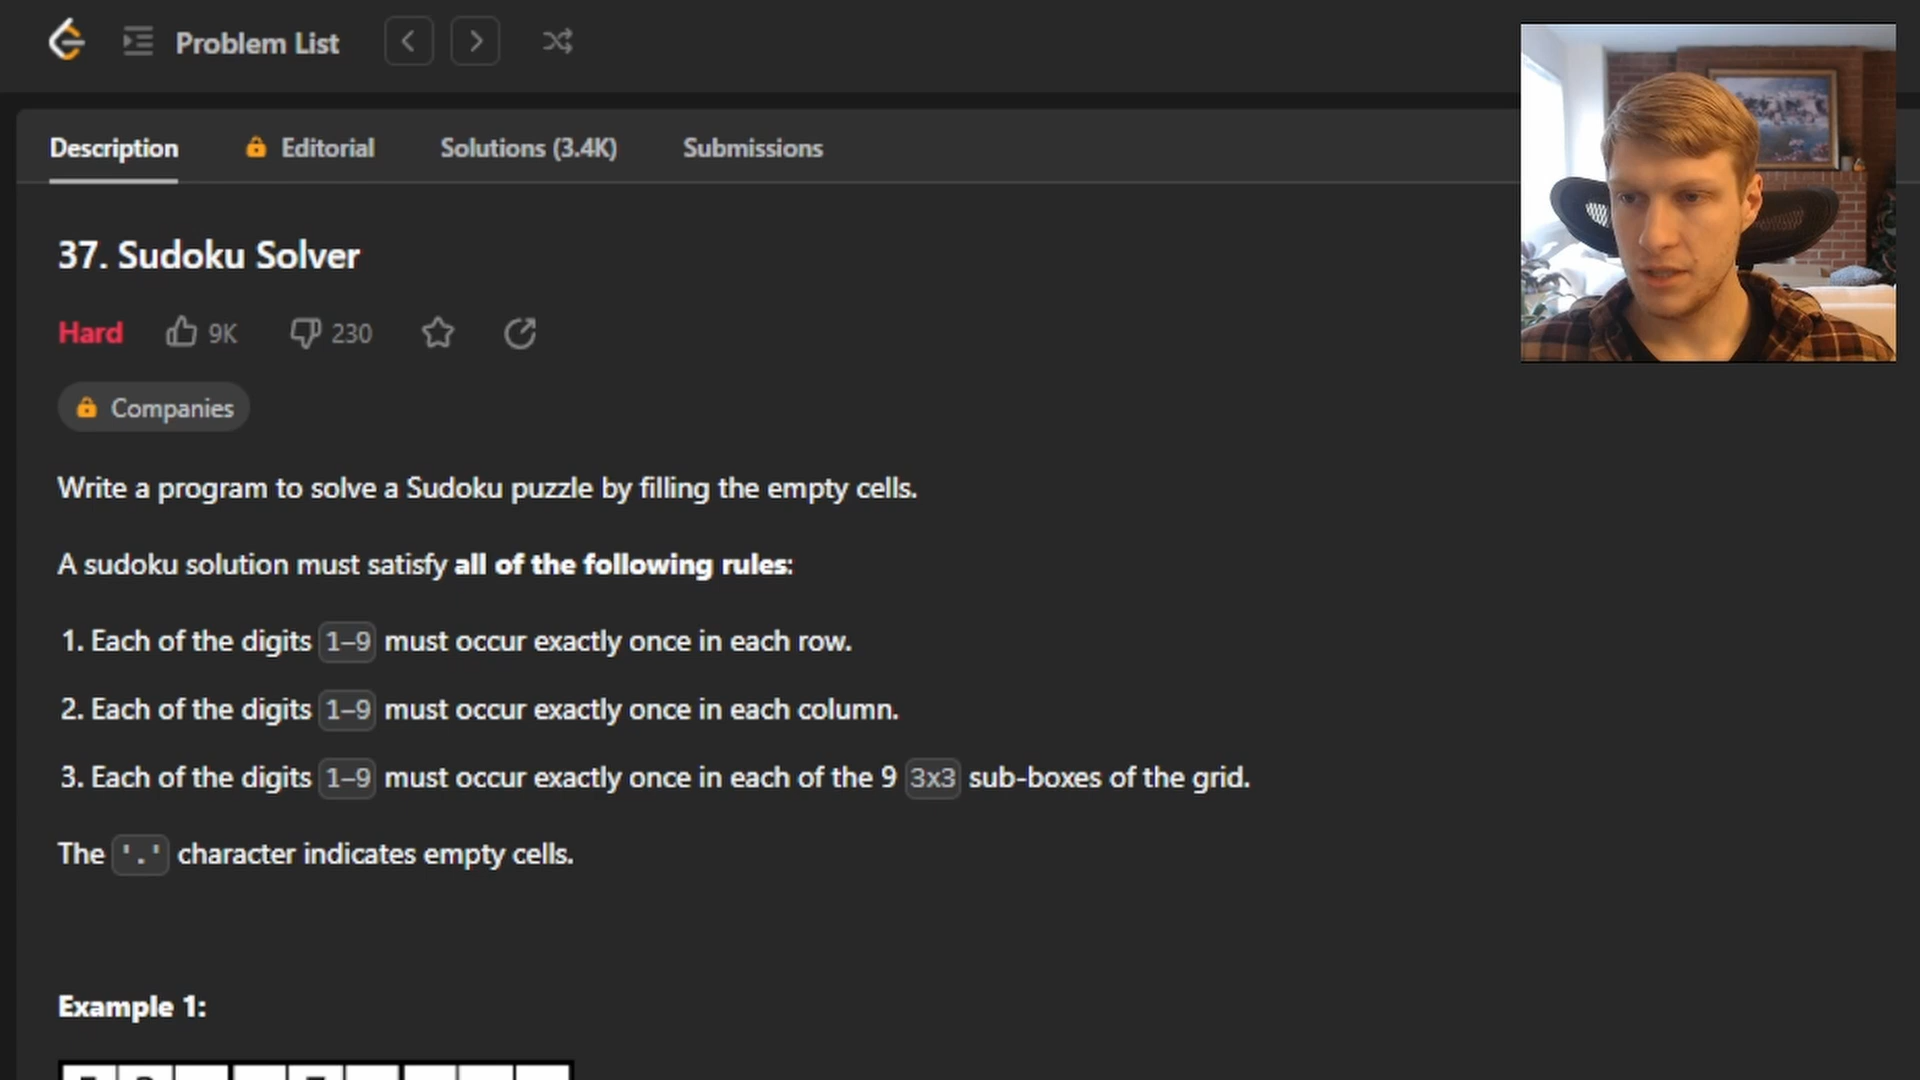 Problem List
Description Editorial Solutions (3.4K) Submissions
37. Sudoku Solver
Hard 9K 230
Companies
Write a program to solve a Sudoku puzzle by filling the empty cells.
A sudoku solution must satisfy all of the following rules:
1. Each of the digits 1–9 must occur exactly once in each row.
2. Each of the digits 1–9 must occur exactly once in each column.
3. Each of the digits 1–9 must occur exactly once in each of the 9 3x3 sub-boxes of the grid.
The '.' character indicates empty cells.
Example 1: